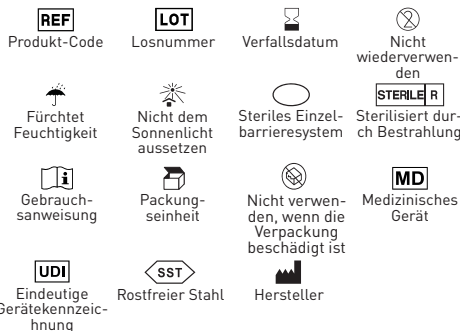 REF
Produkt-Code
LOT
Losnummer
Verfallsdatum
2
Nicht
wiederverwen-
den
Fürchtet
Feuchtigkeit
Nicht dem
Sonnenlicht
aussetzen
Steriles Einzel-
barrieresystem
STERILE R
Sterilisiert dur-
ch Bestrahlung
i
Gebrauch-
sanweisung
Packung-
seinheit
Nicht verwen-
den, wenn die
Verpackung
beschädigt ist
MD
Medizinisches
Gerät
UDI
Eindeutige
Gerätekennzeic-
hnung
SST
Rostfreier Stahl
Hersteller